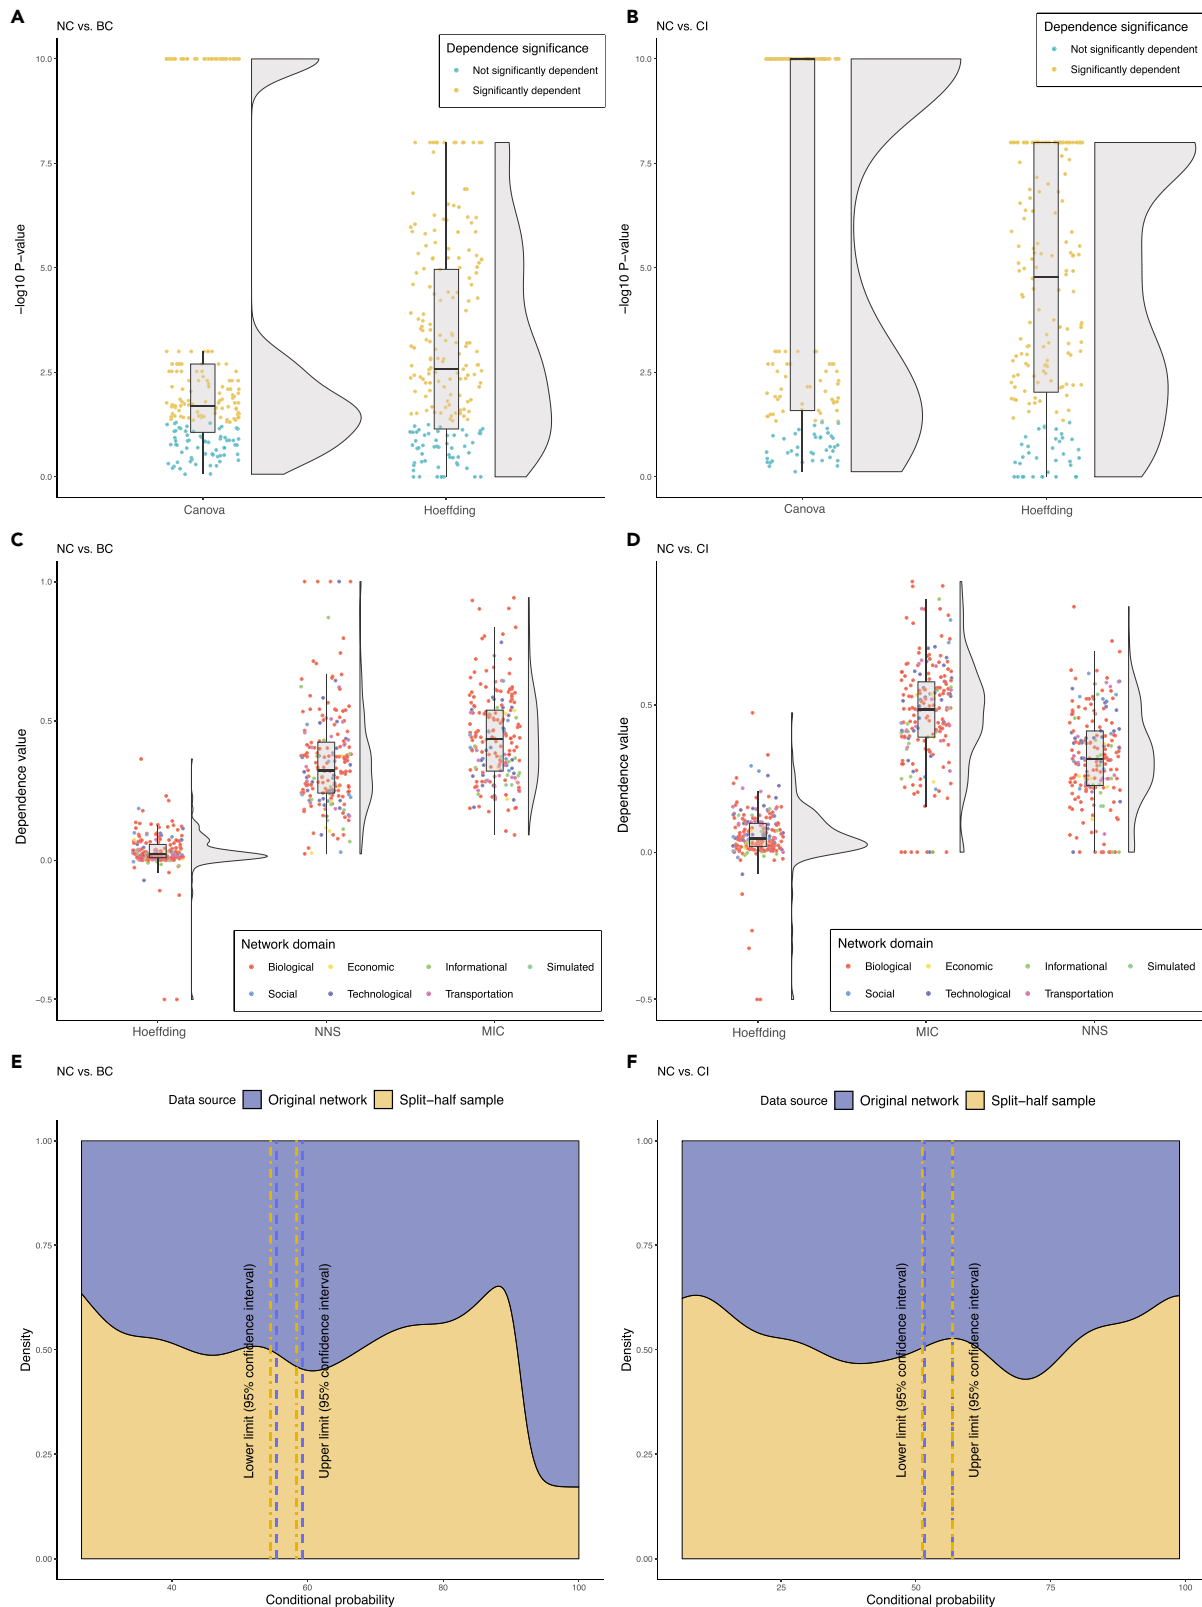 A
NC vs. BC
Dependence significance
Not significantly dependent
Significantly dependent
10.0
7.5
5.0
2.5
0.0
−log10 P−value
Canova
Hoeffding
B
NC vs. CI
Dependence significance
Not significantly dependent
Significantly dependent
10.0
7.5
5.0
2.5
0.0
−log10 P−value
Canova
Hoeffding
C
NC vs. BC
1.0
0.5
0.0
−0.5
Dependence value
Network domain
Biological
Economic
Informational
Simulated
Social
Technological
Transportation
Hoeffding
NNS
MIC
D
NC vs. CI
0.5
0.0
−0.5
Dependence value
Network domain
Biological
Economic
Informational
Simulated
Social
Technological
Transportation
Hoeffding
MIC
NNS
E
NC vs. BC
Data source
Original network
Split−half sample
1.00
0.75
0.50
0.25
0.00
Density
Lower limit (95% confidence interval)
Upper limit (95% confidence interval)
40
60
80
100
Conditional probability
F
NC vs. CI
Data source
Original network
Split−half sample
1.00
0.75
0.50
0.25
0.00
Density
Lower limit (95% confidence interval)
Upper limit (95% confidence interval)
25
50
75
100
Conditional probability